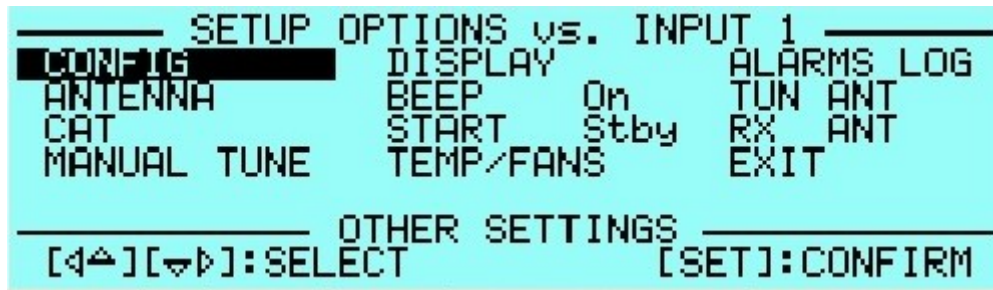 SETUP OPTIONS vs. INPUT 1
CONFIG DISPLAY ALARMS LOG
ANTENNA BEEP On TUN ANT
CAT START Stby RX ANT
MANUAL TUNE TEMP/FANS EXIT
OTHER SETTINGS
[◁△][▽▷]:SELECT [SET]:CONFIRM